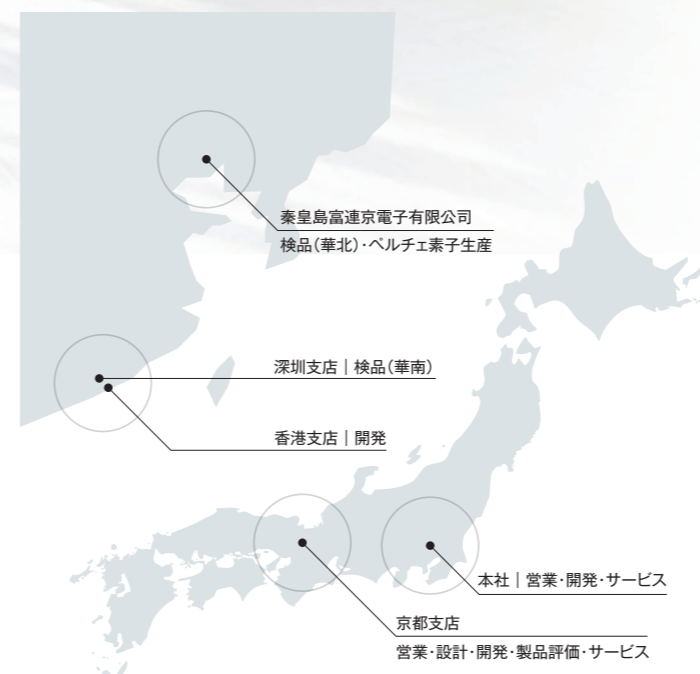 秦皇島富連京電子有限公司
検品(華北)･ペルチェ素子生産
深圳支店｜検品(華南)
香港支店｜開発
本社｜営業･開発･サービス
京都支店
営業･設計･開発･製品評価･サービス